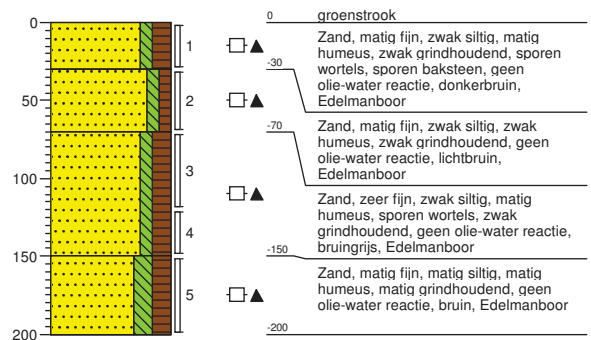 0
groenstrook
Zand, matig fijn, zwak siltig, matig
humeus, zwak grindhoudend, sporen
wortels, sporen baksteen, geen
olie-water reactie, donkerbruin,
Edelmanboor
-30
Zand, matig fijn, zwak siltig, zwak
humeus, zwak grindhoudend, geen
olie-water reactie, lichtbruin,
Edelmanboor
-70
Zand, zeer fijn, zwak siltig, matig
humeus, sporen wortels, zwak
grindhoudend, geen olie-water reactie,
bruingrijs, Edelmanboor
-150
Zand, matig fijn, matig siltig, matig
humeus, matig grindhoudend, geen
olie-water reactie, bruin, Edelmanboor
-200
0
50
100
150
200
1
2
3
4
5